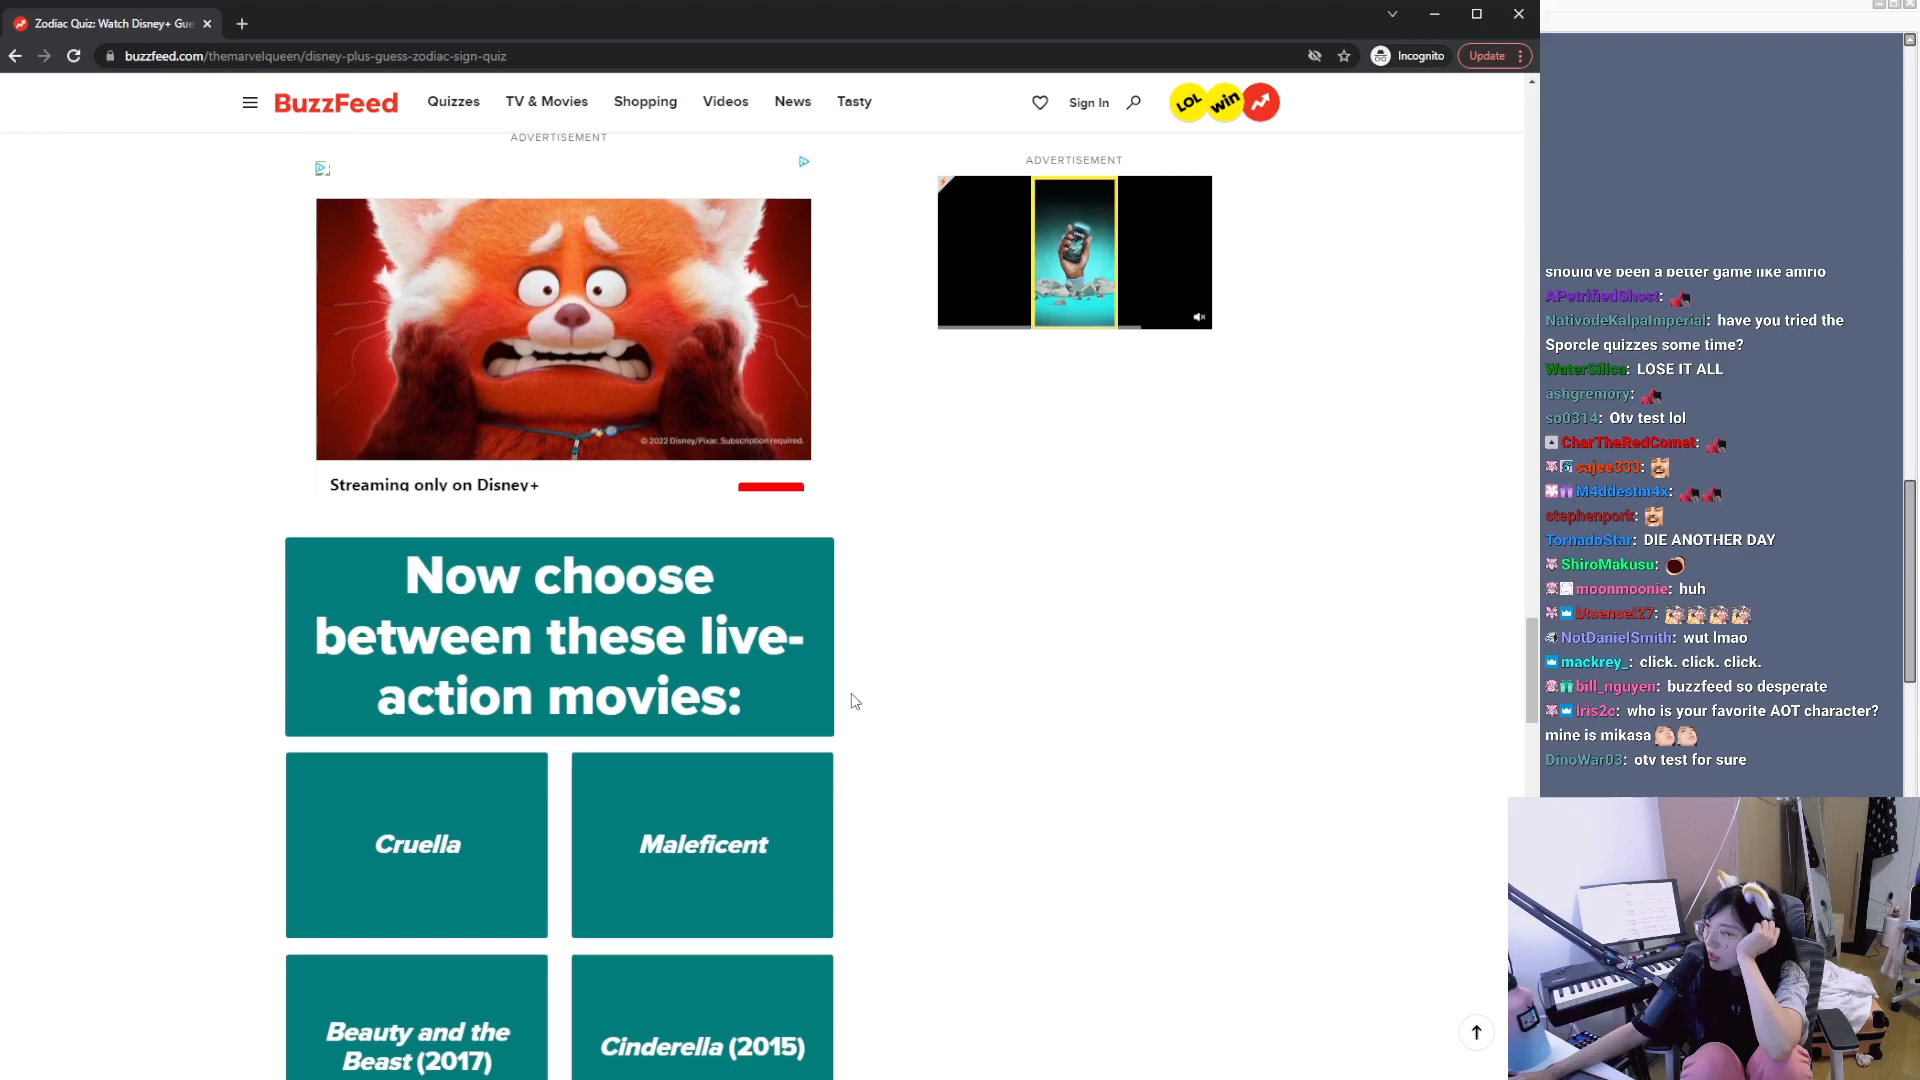 Zodiac Quiz: Watch Disney+ Gue
buzzfeed.com/themarvelqueen/disney-plus-guess-zodiac-sign-quiz
Incognito
Update
BuzzFeed
Quizzes
TV & Movies
Shopping
Videos
News
Tasty
Sign In
LOL
win
ADVERTISEMENT
© 2022 Disney/Pixar. Subscription required.
Streaming only on Disney+
ADVERTISEMENT
Now choose
between these live-
action movies:
Cruella
Maleficent
Beauty and the
Beast (2017)
Cinderella (2015)
should've been a better game like amrio
APetrifiedGhost:
NativodeKalpaImperial: have you tried the
Sporcle quizzes some time?
WaterSilica: LOSE IT ALL
ashgremory:
so0314: Otv test lol
CharTheRedComet:
sajee333:
M4ddestm4x:
stephenpork:
TornadoStar: DIE ANOTHER DAY
ShiroMakusu:
moonmoonie: huh
btsensei27:
NotDanielSmith: wut lmao
mackrey_: click. click. click.
bill_nguyen: buzzfeed so desperate
Iris2c: who is your favorite AOT character?
mine is mikasa
DinoWar03: otv test for sure